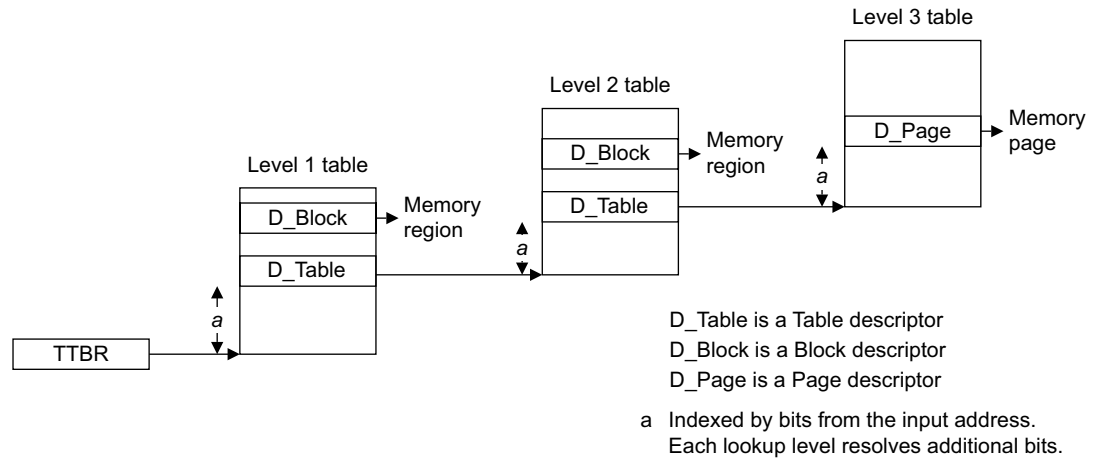 Level 3 table
Level 2 table
D_Page
Memory
page
a
D_Block
Memory
region
Level 1 table
D_Table
a
D_Block
Memory
region
D_Table
a
TTBR
D_Table is a Table descriptor
D_Block is a Block descriptor
D_Page is a Page descriptor
a Indexed by bits from the input address.
Each lookup level resolves additional bits.